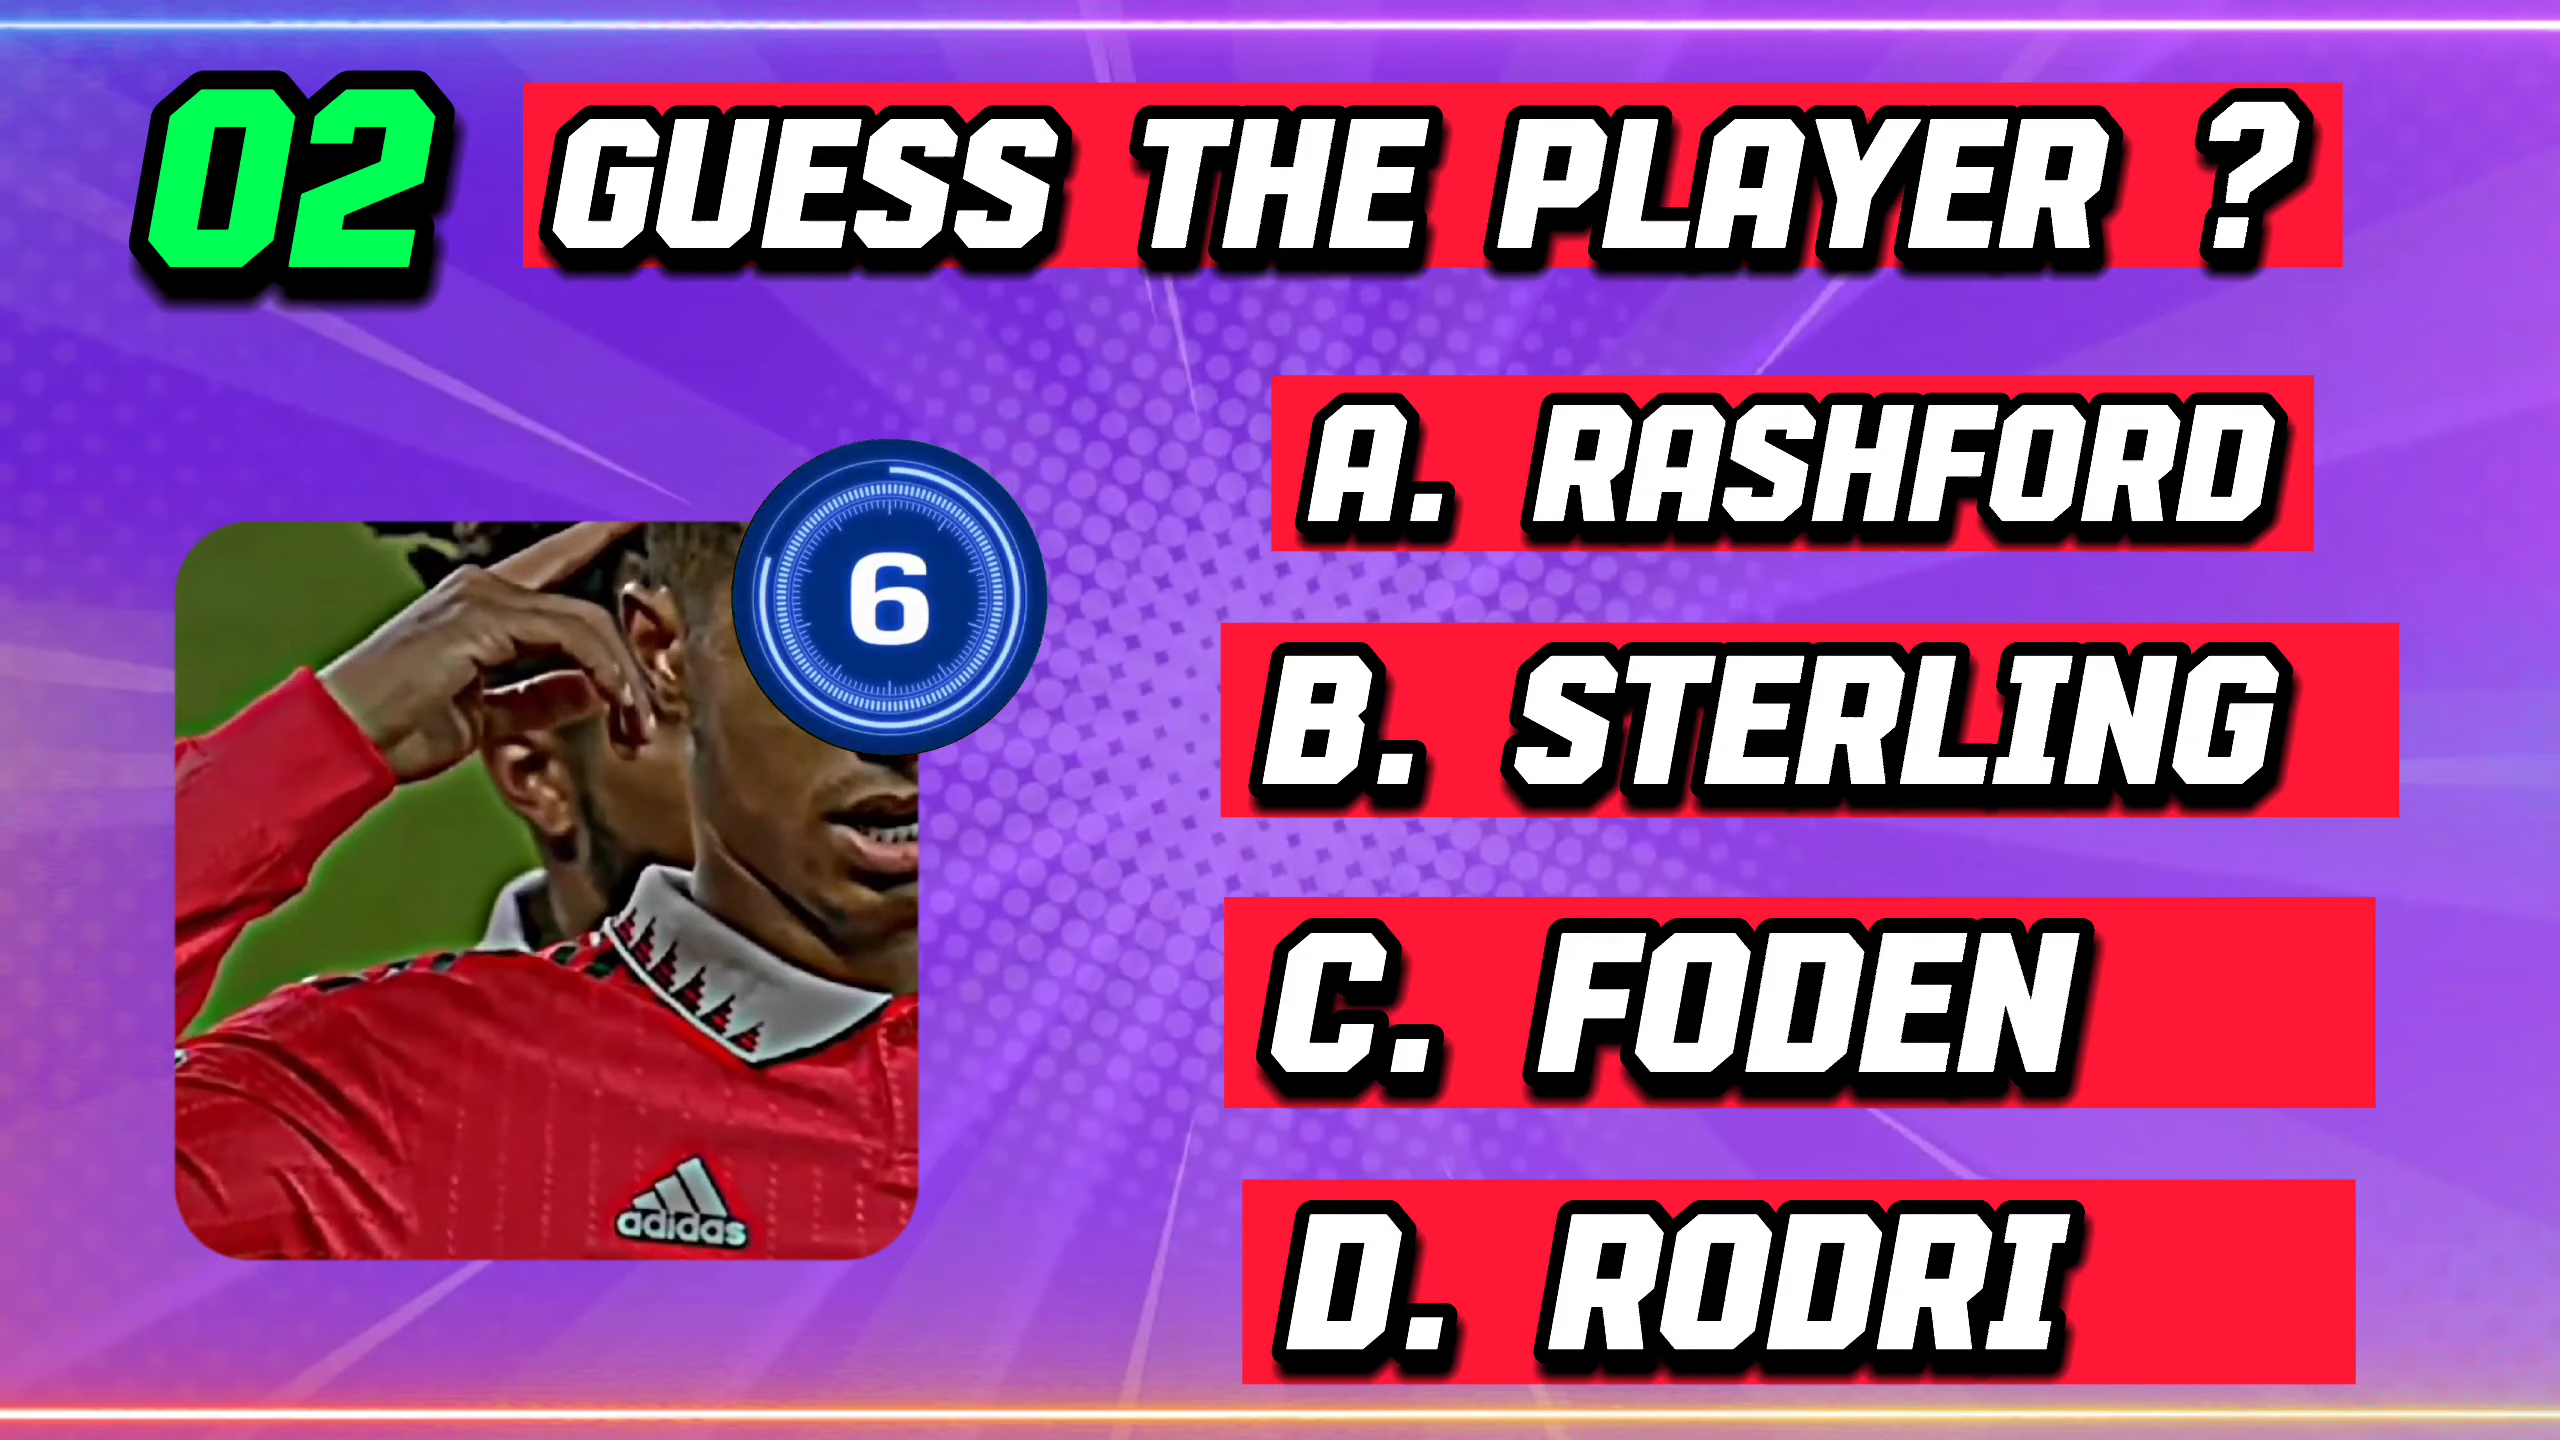 02 GUESS THE PLAYER ?
A. RASHFORD
6
B. STERLING
C. FODEN
adidas
D. RODRI